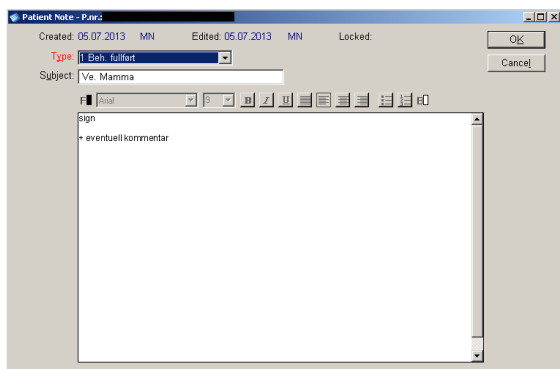 Patient Note - P.nr.:
Created: 05.07.2013 MN Edited: 05.07.2013 MN Locked:
OK
Type: 1 Beh. fullført
Cancel
Subject: Ve. Mamma
F Arial 9 B I U B
sign
+ eventuell kommentar